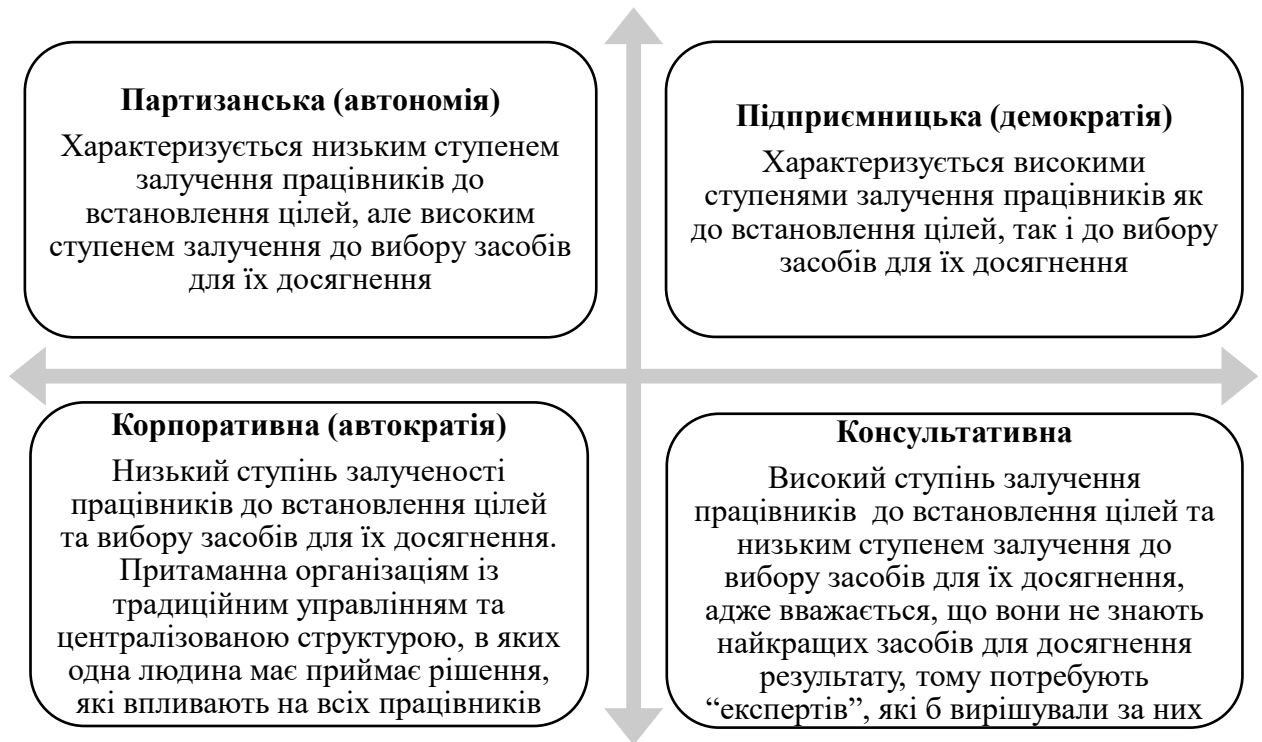 Партизанська (автономія)
Характеризується низьким ступенем
залучення працівників до
встановлення цілей, але високим
ступенем залучення до вибору засобів
для їх досягнення
Підприємницька (демократія)
Характеризується високими
ступенями залучення працівників як
до встановлення цілей, так і до вибору
засобів для їх досягнення
Корпоративна (автократія)
Низький ступінь залученості
працівників до встановлення цілей
та вибору засобів для їх досягнення.
Притаманна організаціям із
традиційним управлінням та
централізованою структурою, в яких
одна людина має приймає рішення,
які впливають на всіх працівників
Консультативна
Високий ступінь залучення
працівників до встановлення цілей та
низьким ступенем залучення до
вибору засобів для їх досягнення,
адже вважається, що вони не знають
найкращих засобів для досягнення
результату, тому потребують
“експертів”, які б вирішували за них